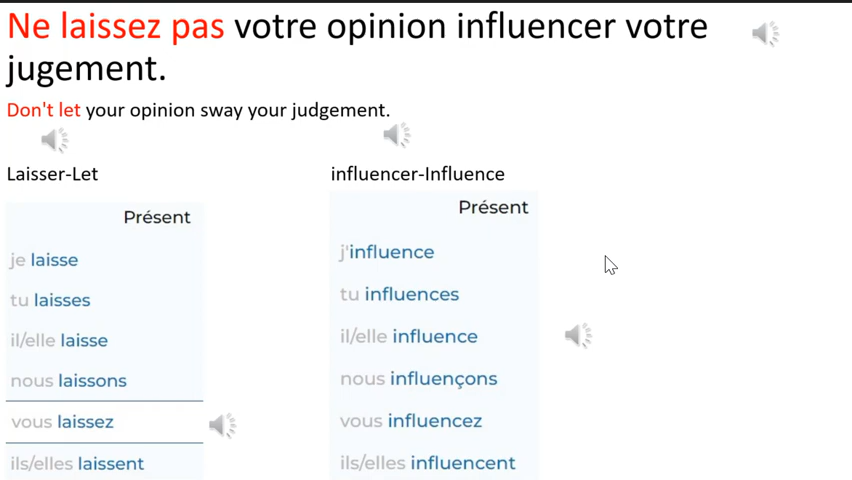 Ne laissez pas votre opinion influencer votre
jugement.
Don't let your opinion sway your judgement.
Laisser-Let
Présent
je laisse
tu laisses
il/elle laisse
nous laissons
vous laissez
ils/elles laissent
influencer-Influence
Présent
j'influence
tu influences
il/elle influence
nous influençons
vous influencez
ils/elles influencent